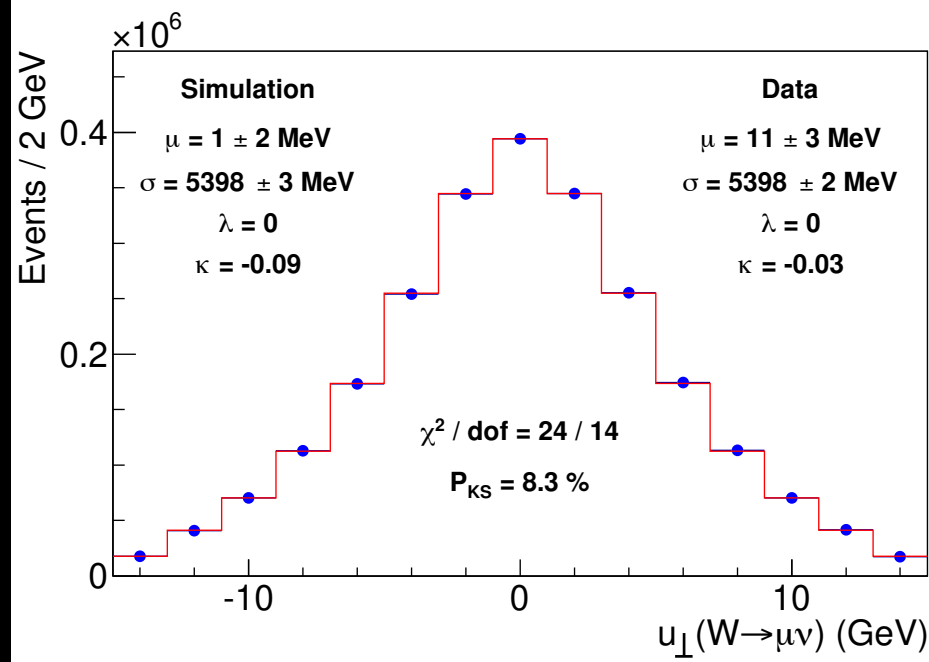 ×10⁶
Events / 2 GeV
Simulation
μ = 1 ± 2 MeV
σ = 5398 ± 3 MeV
λ = 0
κ = -0.09
Data
μ = 11 ± 3 MeV
σ = 5398 ± 2 MeV
λ = 0
κ = -0.03
χ² / dof = 24 / 14
P_KS = 8.3 %
0.4
0.2
0
-10 0 10
u⊥(W→μν) (GeV)